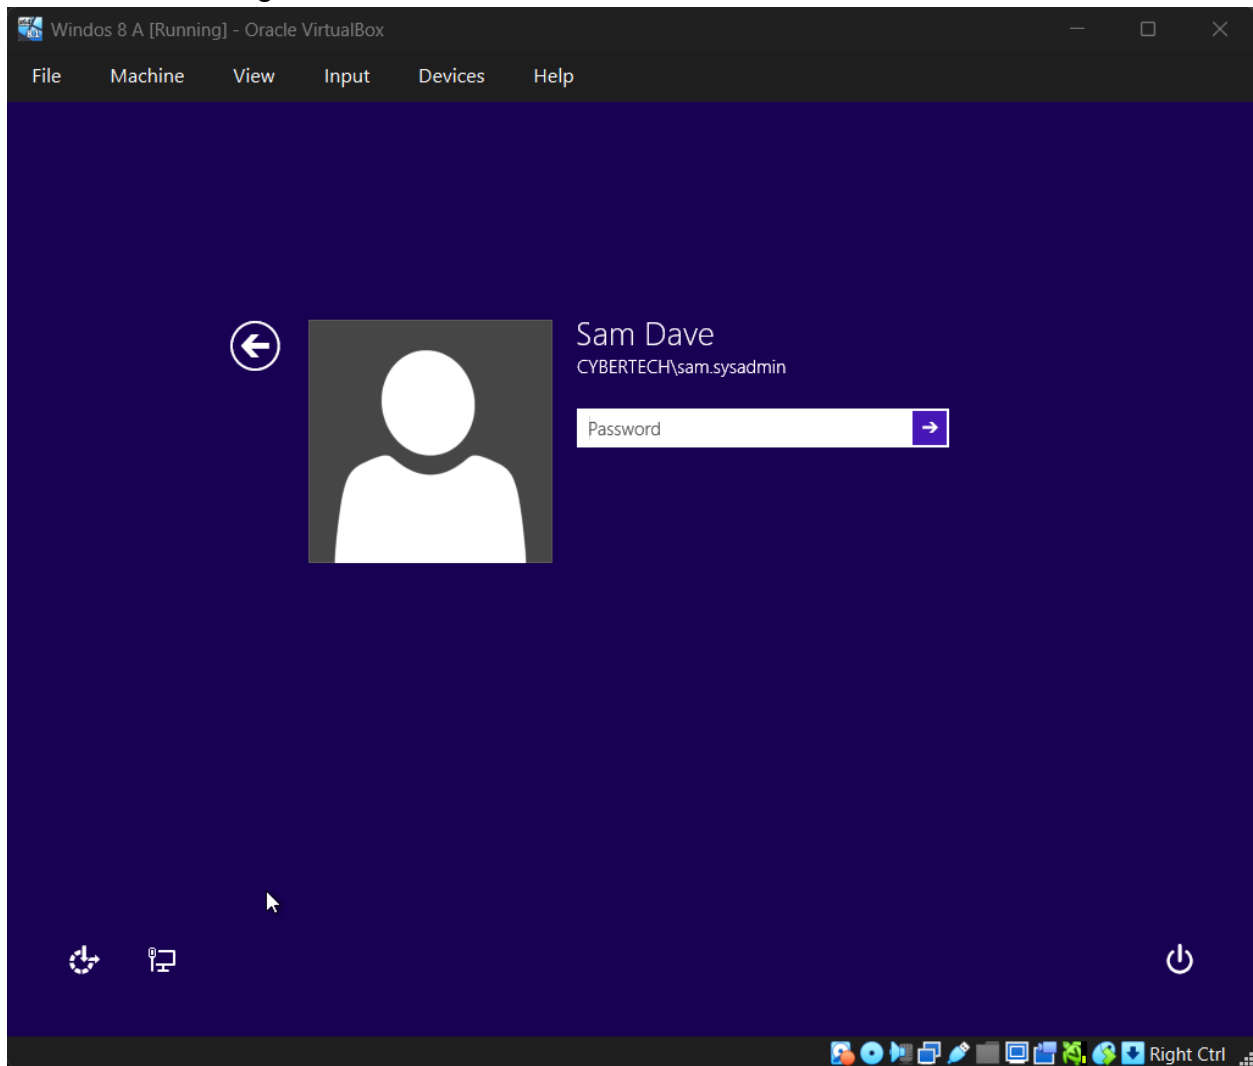 Windos 8 A [Running] - Oracle VirtualBox
File Machine View Input Devices Help
Sam Dave
CYBERTECH\sam.sysadmin
Password
Right Ctrl